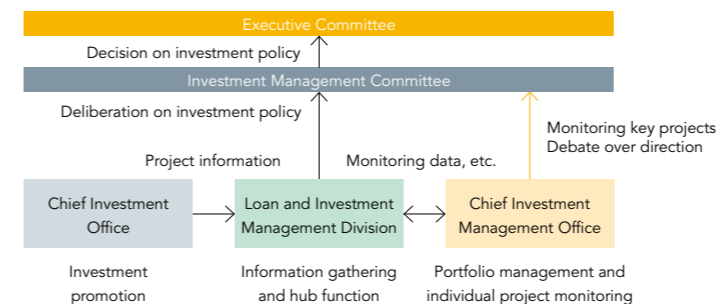 Executive Committee
Decision on investment policy
Investment Management Committee
Deliberation on investment policy
Monitoring key projects
Debate over direction
Project information
Monitoring data, etc.
Chief Investment
Office
Loan and Investment
Management Division
Chief Investment
Management Office
Investment
promotion
Information gathering
and hub function
Portfolio management and
individual project monitoring